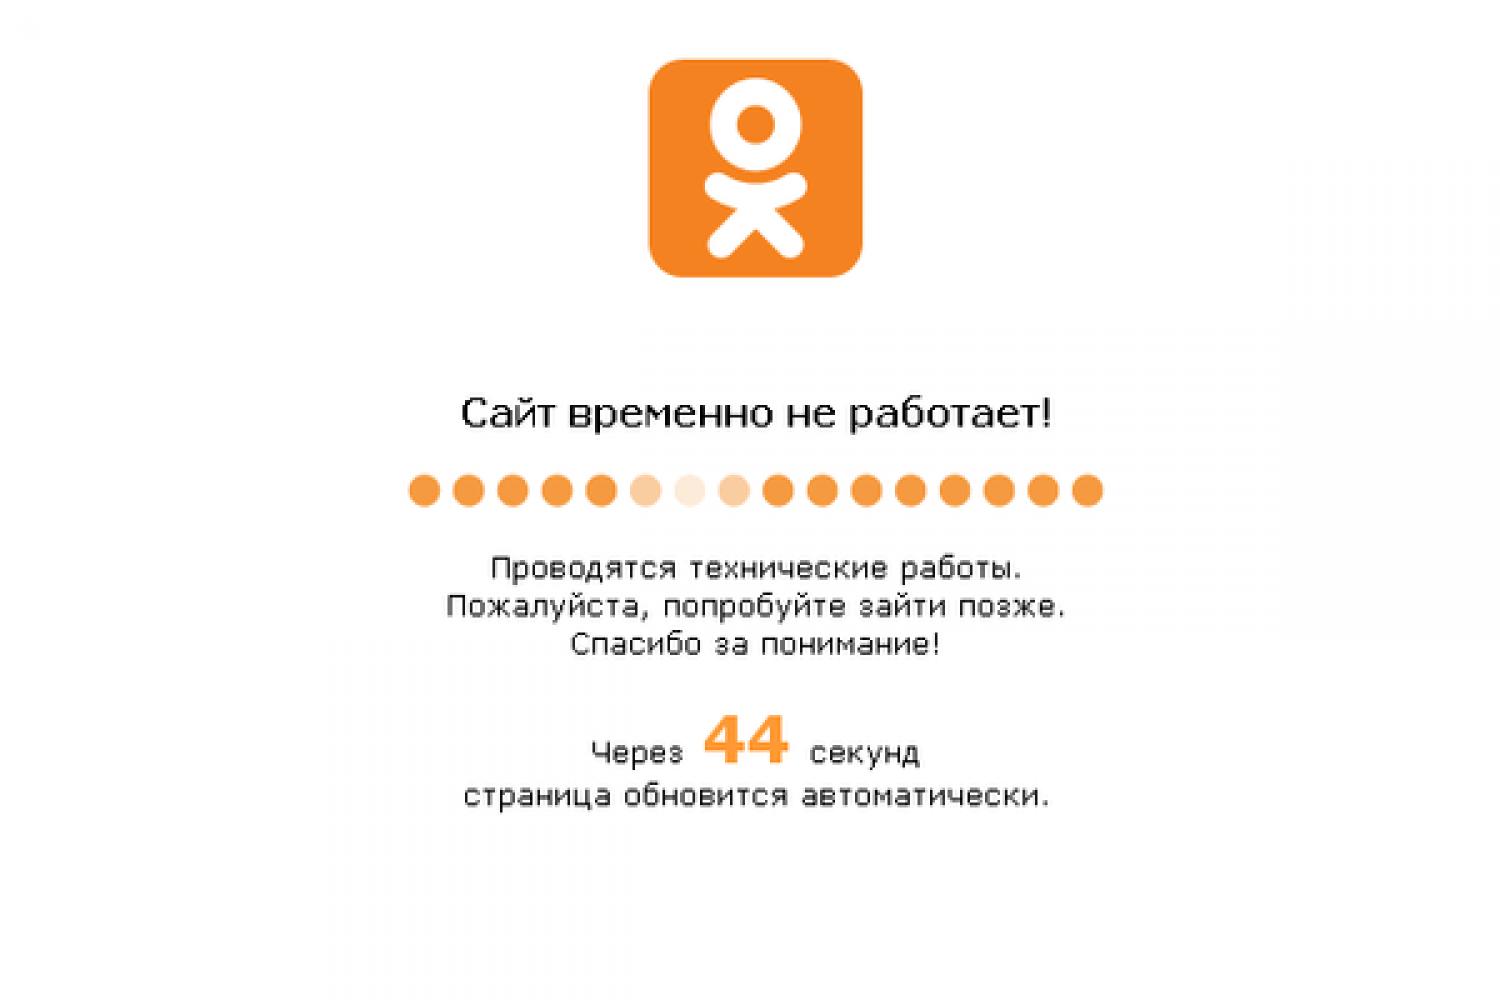 Сайт временно не работает!
Проводятся технические работы.
Пожалуйста, попробуйте зайти позже.
Спасибо за понимание!
Через 44 секунд
страница обновится автоматически.